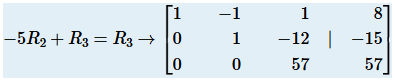 1 -1 1 8
-5R₂ + R₃ = R₃ → 0 1 -12 | -15
0 0 57 57